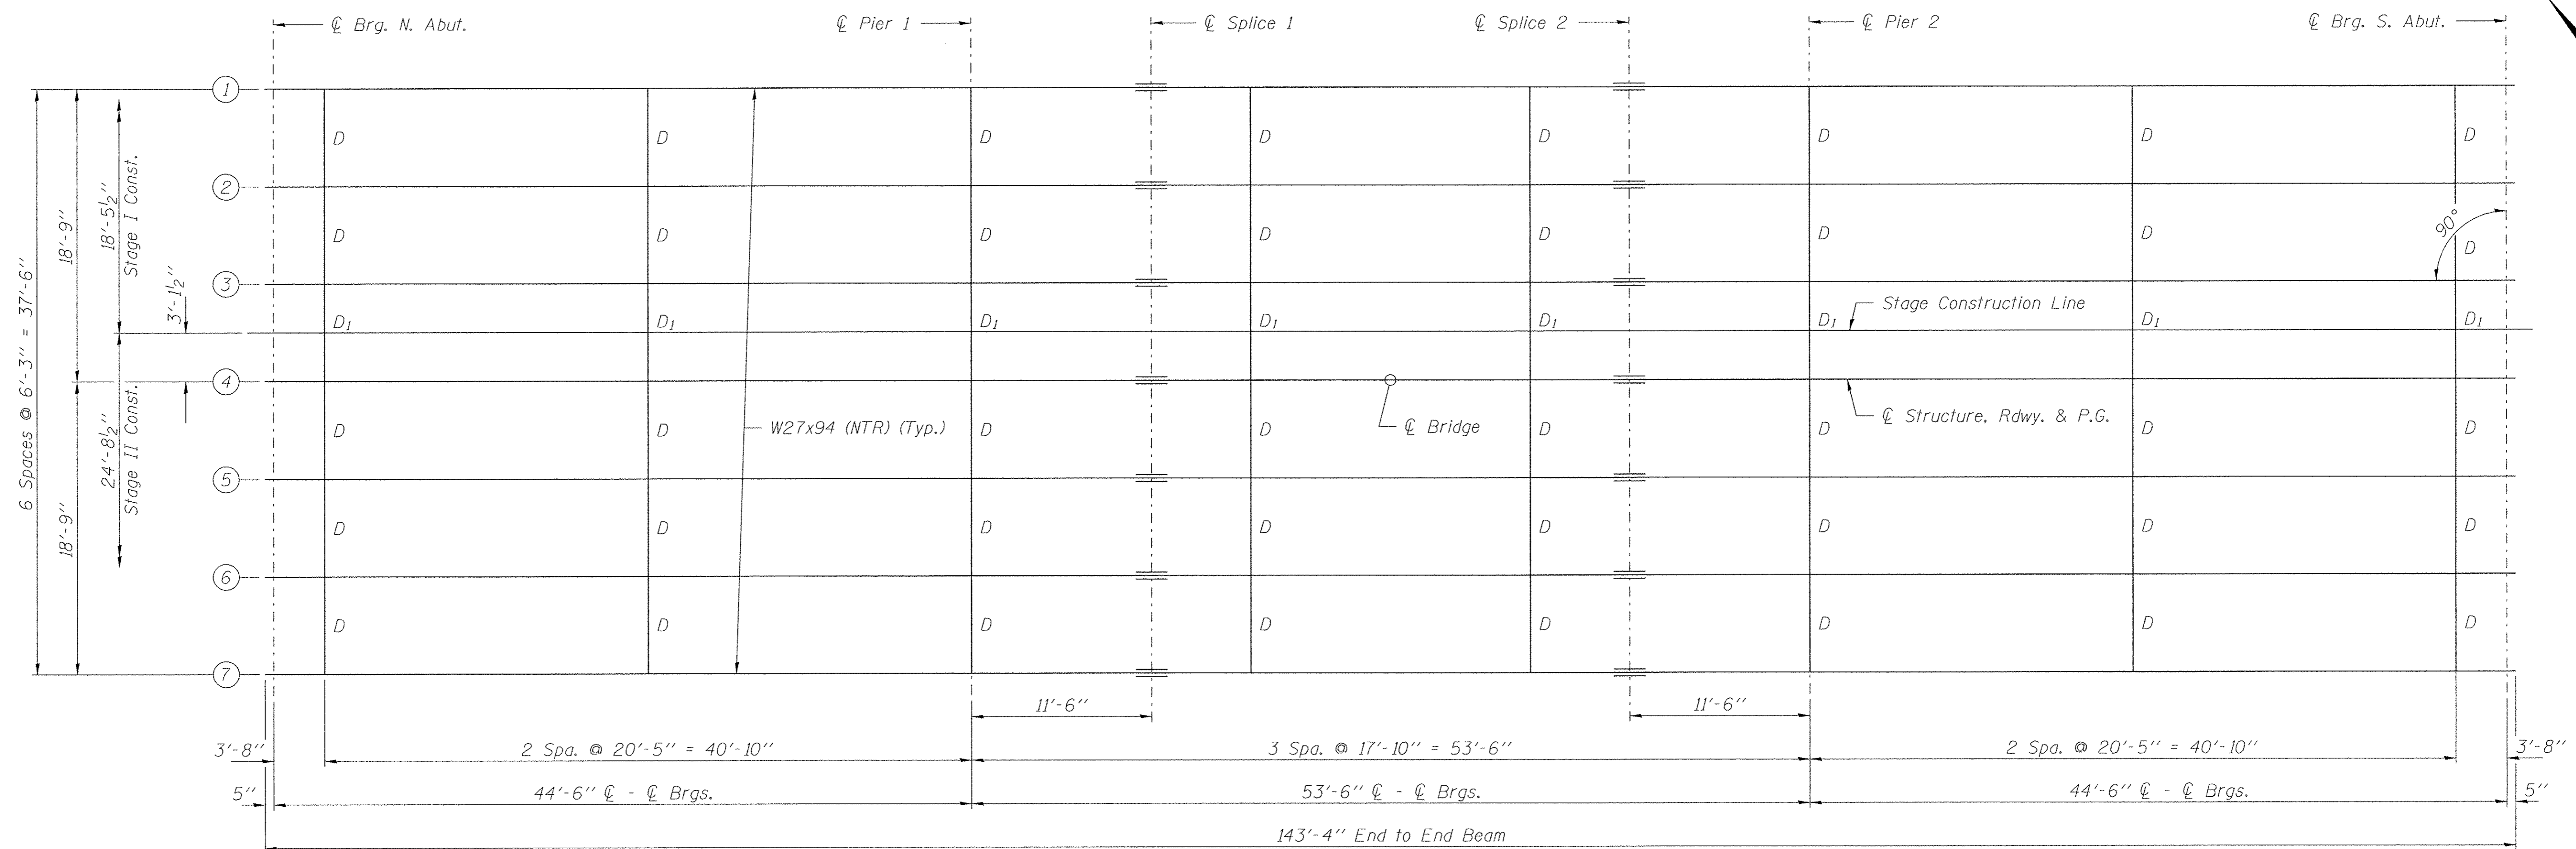 ℄ Brg. N. Abut.
℄ Pier 1
℄ Splice 1
℄ Splice 2
℄ Pier 2
℄ Brg. S. Abut.
1
D D D D D D D D
2
D D D D D D D D
90°
3
Stage Construction Line
D1 D1 D1 D1 D1 D1 D1 D1
4
℄ Structure, Rdwy. & P.G.
W27x94 (NTR) (Typ.)
℄ Bridge
D D D D D D D D
5
D D D D D D D D
6
D D D D D D D D
7
6 Spaces @ 6'-3" = 37'-6"
18'-9"
18'-9"
18'-5½"
Stage I Const.
3'-1½"
24'-8½"
Stage II Const.
11'-6"
11'-6"
3'-8"
2 Spa. @ 20'-5" = 40'-10"
3 Spa. @ 17'-10" = 53'-6"
2 Spa. @ 20'-5" = 40'-10"
3'-8"
5"
44'-6" ℄ - ℄ Brgs.
53'-6" ℄ - ℄ Brgs.
44'-6" ℄ - ℄ Brgs.
5"
143'-4" End to End Beam